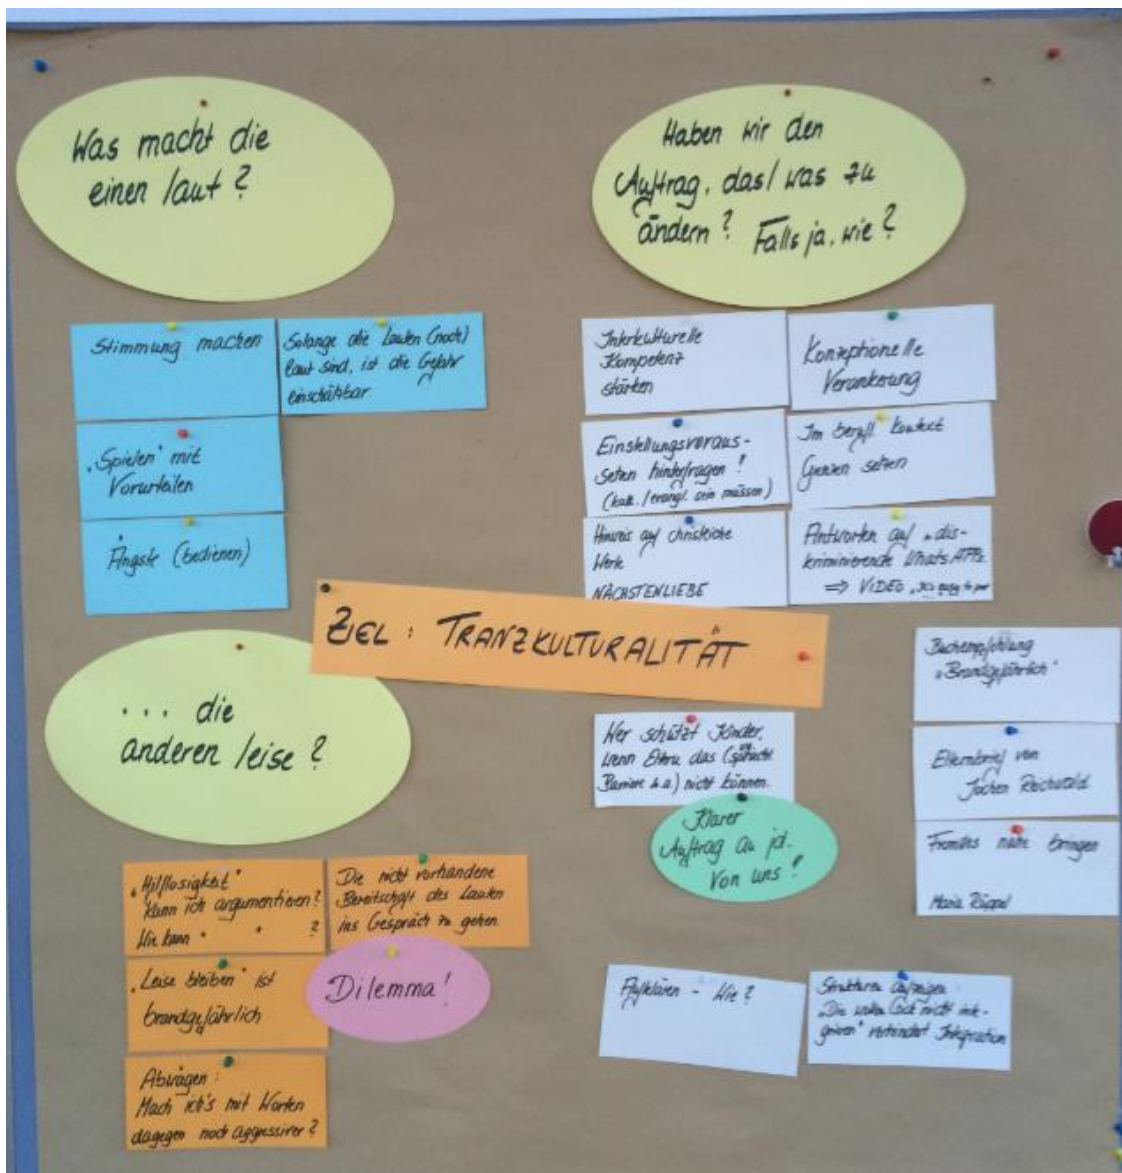 Was macht die
einen laut?
Stimmung machen
Solange die Lauten (noch)
laut sind, ist die Gefahr
einschätzbar
"Spielen" mit
Vorurteilen
Ängste (bedienen)
Haben wir den
Auftrag, das/was zu
ändern? Falls ja, wie?
Interkulturelle
Kompetenz
stärken
Konzeptionelle
Verankerung
Einstellungsvoraus-
setzen hinterfragen!
(kath./evangl. sein müssen)
Im berufl. Kontext
Grenzen setzen
Hinweis auf christliche
Werte
NÄCHSTENLIEBE
Antworten auf "dis-
kriminierende WhatsAPPs
⇒ VIDEO
ZIEL: TRANZKULTURALITÄT
... die
anderen leise?
"Hilflosigkeit"
Kann ich argumentieren?
Wie kann " " ?
Die nicht vorhandene
Bereitschaft des Lauten
ins Gespräch zu gehen.
"Leise bleiben" ist
brandgefährlich
Dilemma!
Abwägen:
Mach ich's mit Worten
dagegen noch aggressiver?
Wer schützt Kinder,
wenn Eltern das (sprachl.
Barriere u.a.) nicht können.
Klarer
Auftrag an jd.
von uns!
Buchempfehlung
"Brandgefährlich"
Elternbrief von
Jochen
Fremdes nahe bringen
Maria
Aufklären - Wie?
Strukturen aufzeigen:
"Die wollen sich nicht inte-
grieren" verhindert Integration